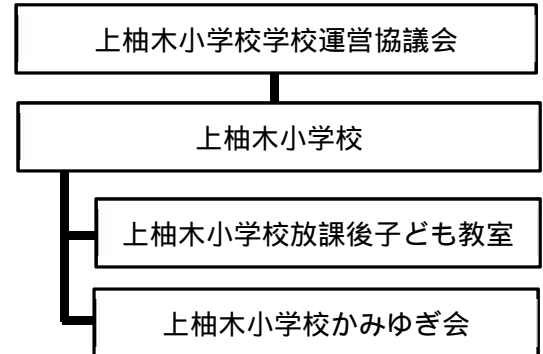 上柚木小学校学校運営協議会
上柚木小学校
上柚木小学校放課後子ども教室
上柚木小学校かみゆぎ会